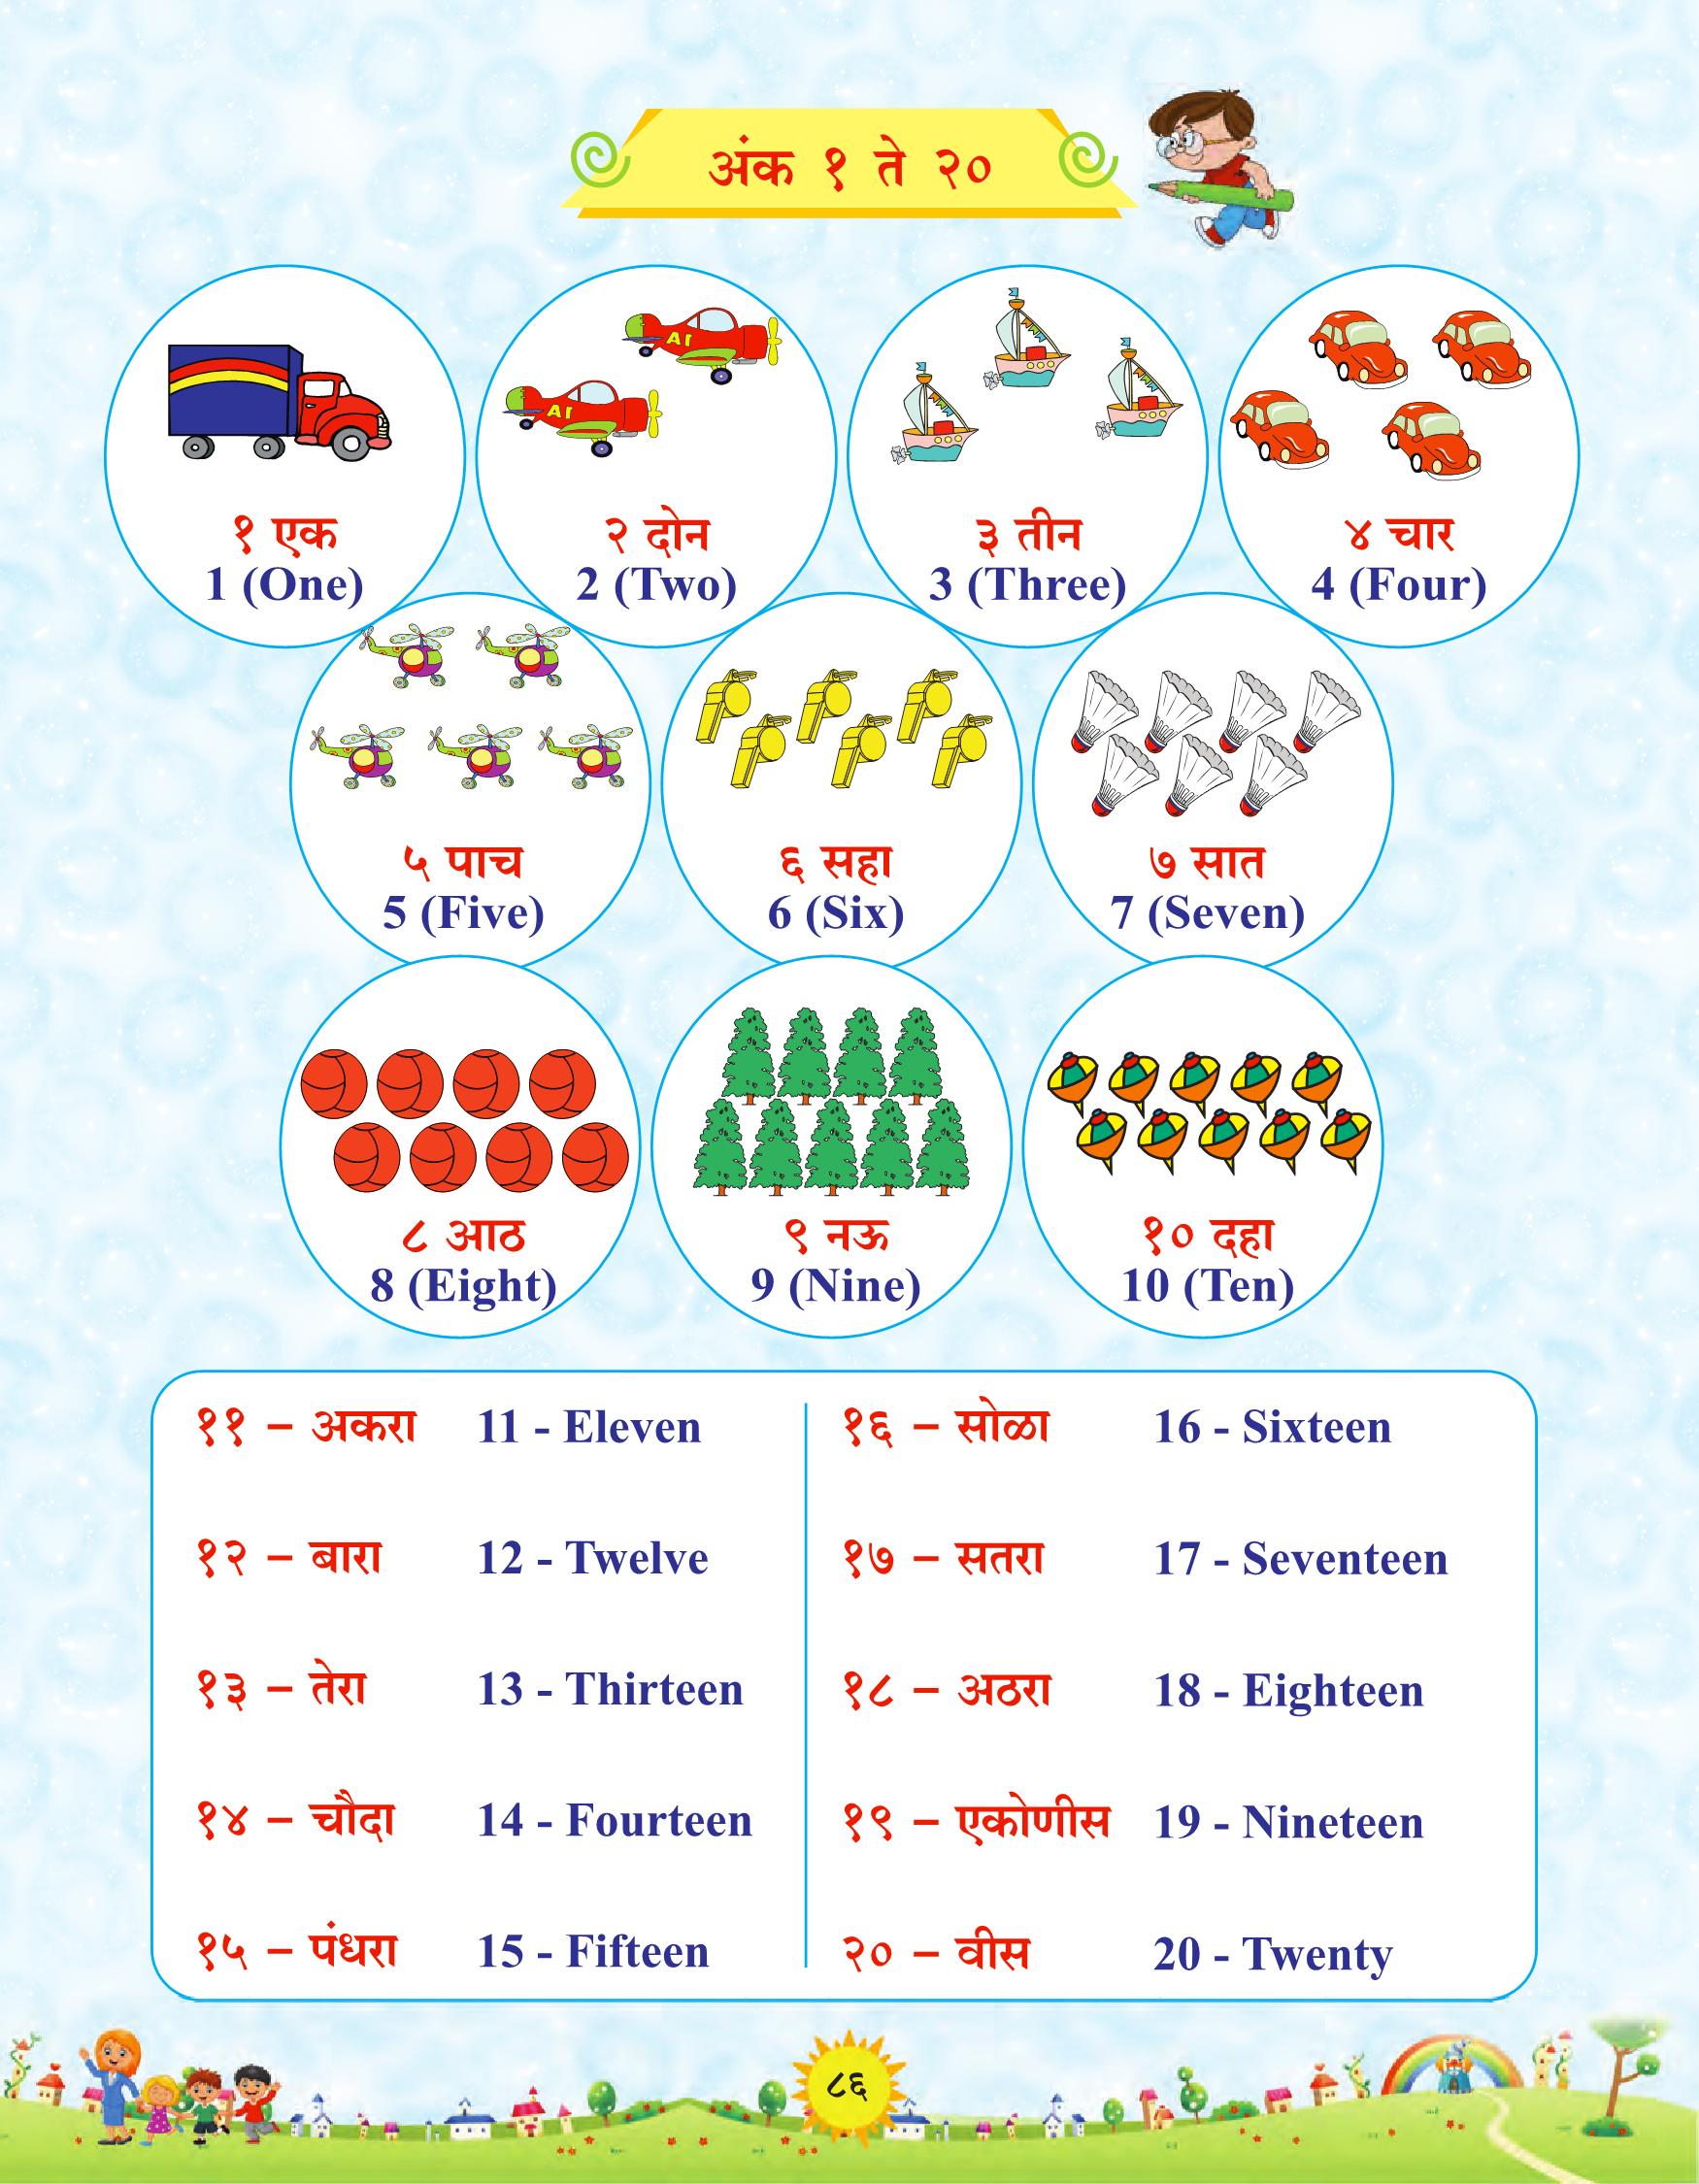 अंक १ ते २०
१ एक
1 (One)
२ दोन
2 (Two)
३ तीन
3 (Three)
४ चार
4 (Four)
५ पाच
5 (Five)
६ सहा
6 (Six)
७ सात
7 (Seven)
८ आठ
8 (Eight)
९ नऊ
9 (Nine)
१० दहा
10 (Ten)
११ – अकरा 11 - Eleven
१२ – बारा 12 - Twelve
१३ – तेरा 13 - Thirteen
१४ – चौदा 14 - Fourteen
१५ – पंधरा 15 - Fifteen
१६ – सोळा 16 - Sixteen
१७ – सतरा 17 - Seventeen
१८ – अठरा 18 - Eighteen
१९ – एकोणीस 19 - Nineteen
२० – वीस 20 - Twenty
८६